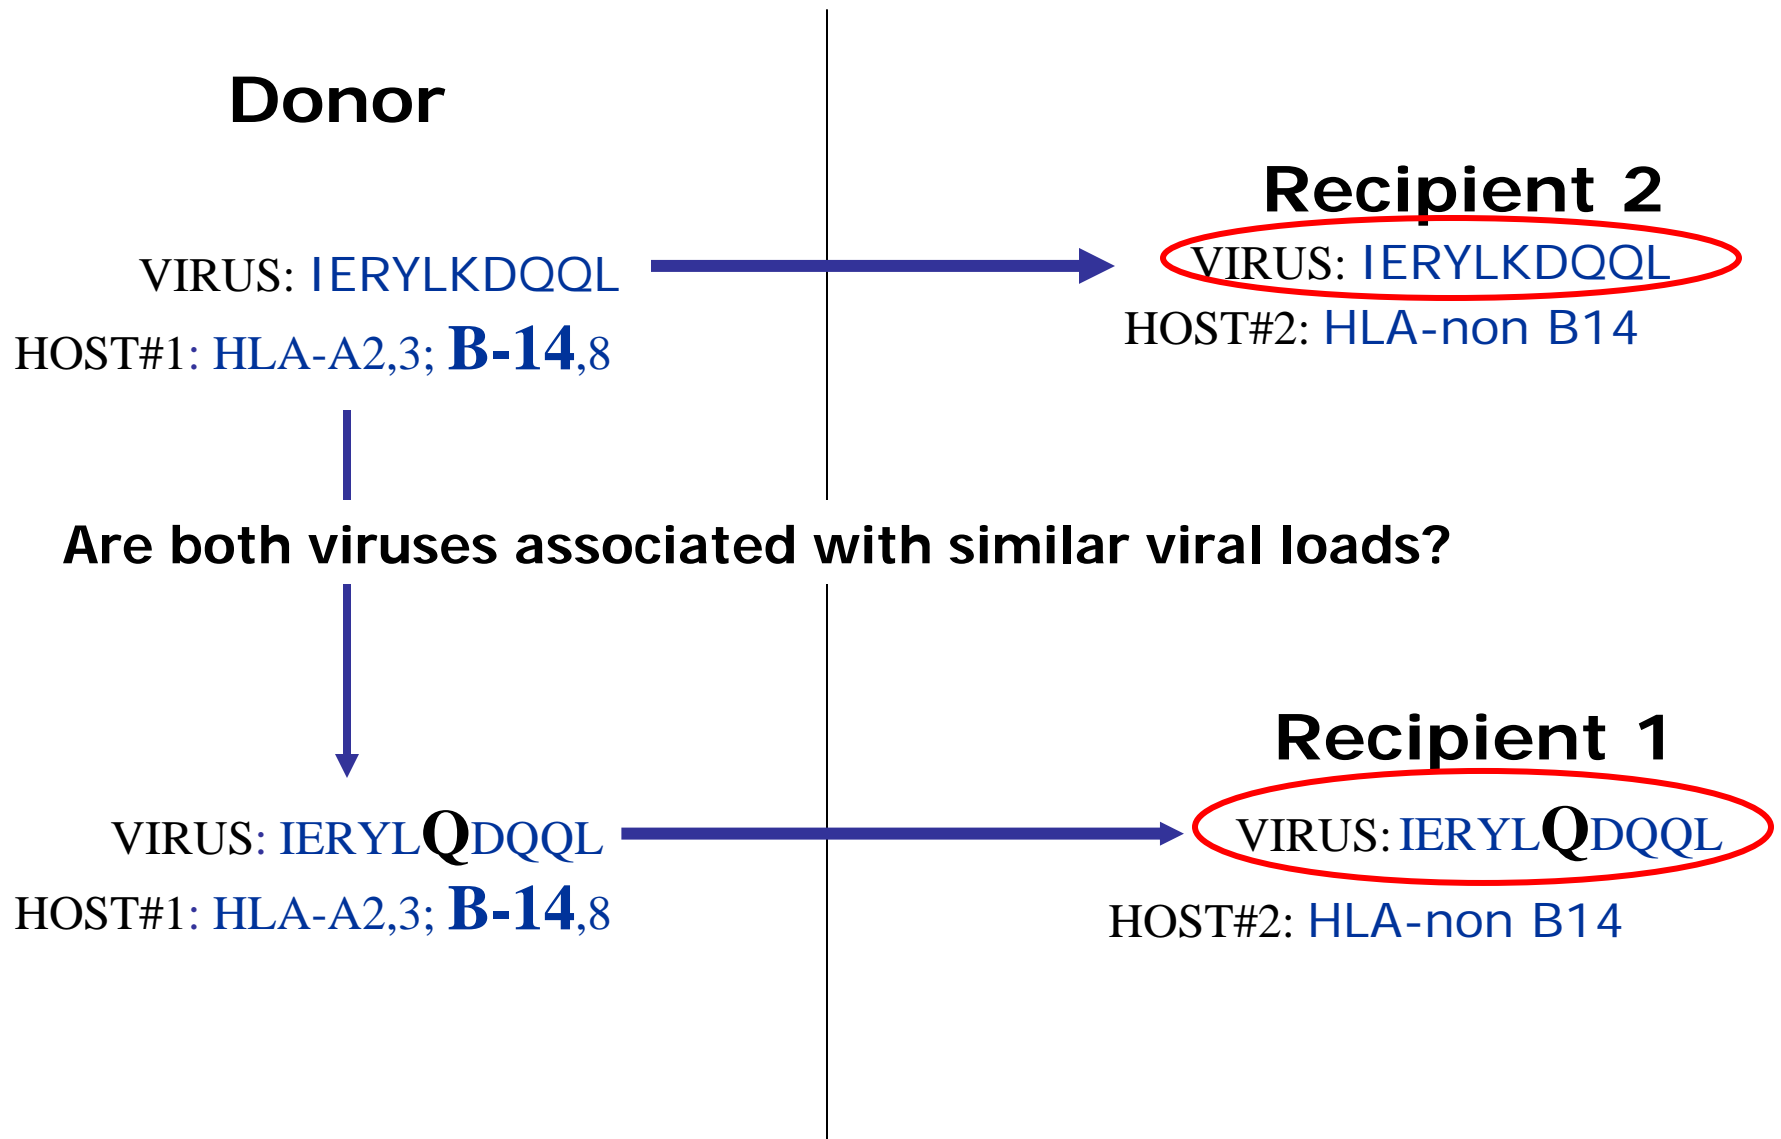 Donor
Recipient 2
VIRUS: IERYLKDQQL
HOST#1: HLA-A2,3; B-14,8
VIRUS: IERYLKDQQL
HOST#2: HLA-non B14
Are both viruses associated with similar viral loads?
Recipient 1
VIRUS: IERYLQDQQL
HOST#1: HLA-A2,3; B-14,8
VIRUS: IERYLQDQQL
HOST#2: HLA-non B14